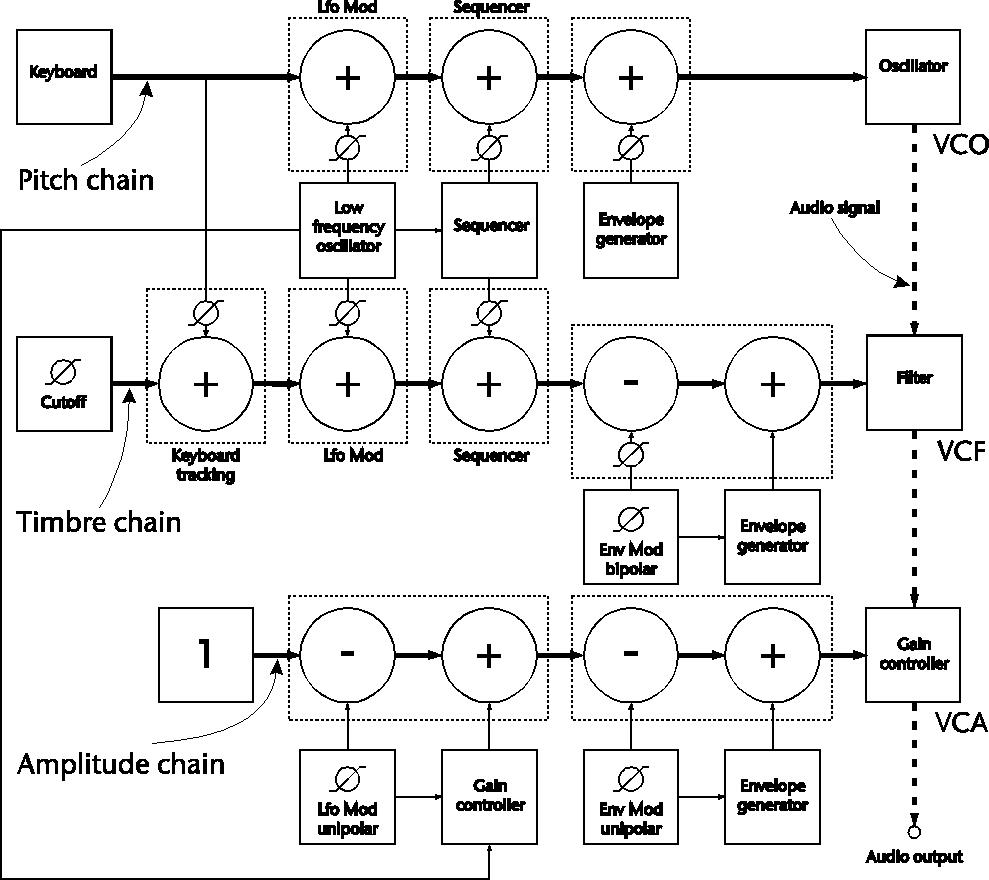 Lfo Mod
Sequencer
Keyboard
+
+
+
Oscillator
VCO
Pitch chain
Low
frequency
oscillator
Sequencer
Envelope
generator
Audio signal
Cutoff
+
+
+
-
+
Filter
VCF
Keyboard
tracking
Lfo Mod
Sequencer
Timbre chain
Env Mod
bipolar
Envelope
generator
1
-
+
-
+
Gain
controller
VCA
Amplitude chain
Lfo Mod
unipolar
Gain
controller
Env Mod
unipolar
Envelope
generator
Audio output